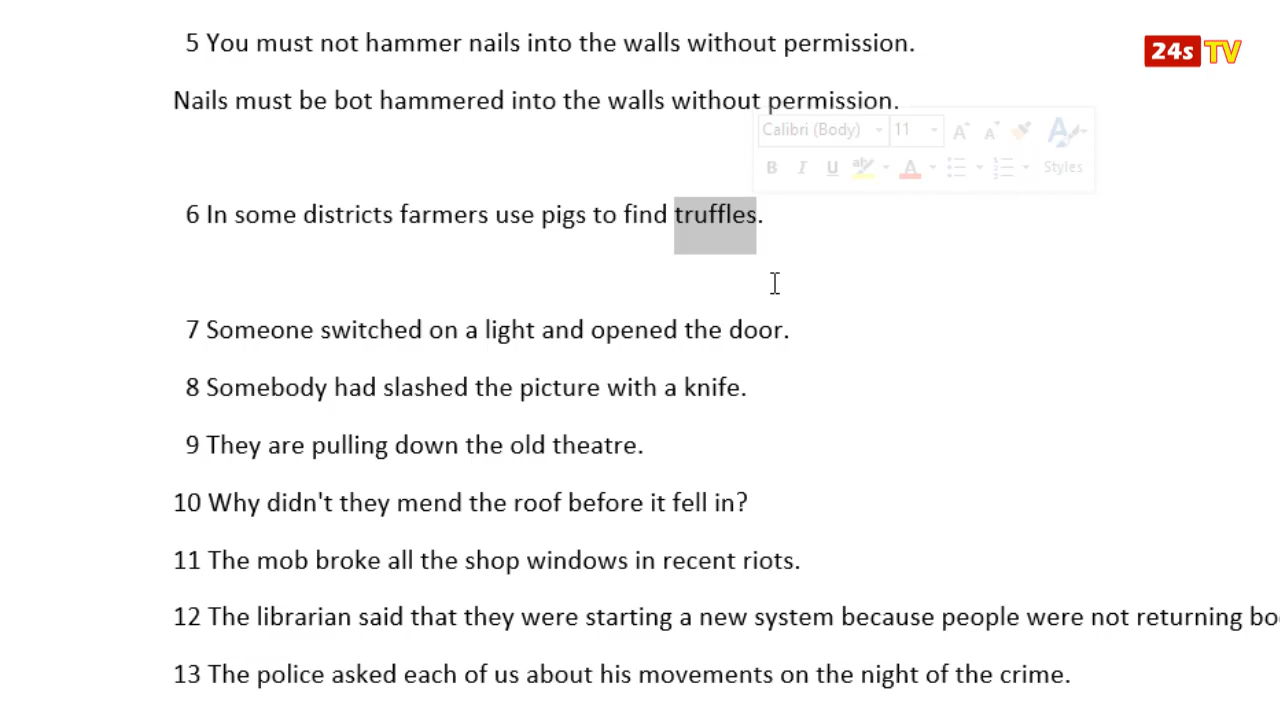 5 You must not hammer nails into the walls without permission.
24s TV
Nails must be bot hammered into the walls without permission.
Calibri (Body) 11 A A A
B I U ab A Styles
6 In some districts farmers use pigs to find truffles.
7 Someone switched on a light and opened the door.
8 Somebody had slashed the picture with a knife.
9 They are pulling down the old theatre.
10 Why didn't they mend the roof before it fell in?
11 The mob broke all the shop windows in recent riots.
12 The librarian said that they were starting a new system because people were not returning
13 The police asked each of us about his movements on the night of the crime.